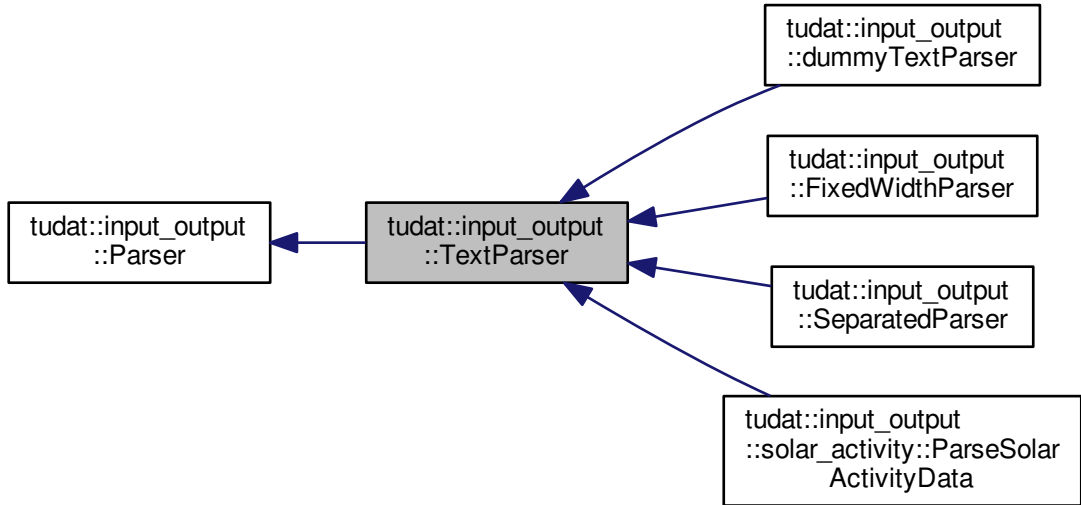 tudat::input_output
::Parser
tudat::input_output
::TextParser
tudat::input_output
::dummyTextParser
tudat::input_output
::FixedWidthParser
tudat::input_output
::SeparatedParser
tudat::input_output
::solar_activity::ParseSolar
ActivityData